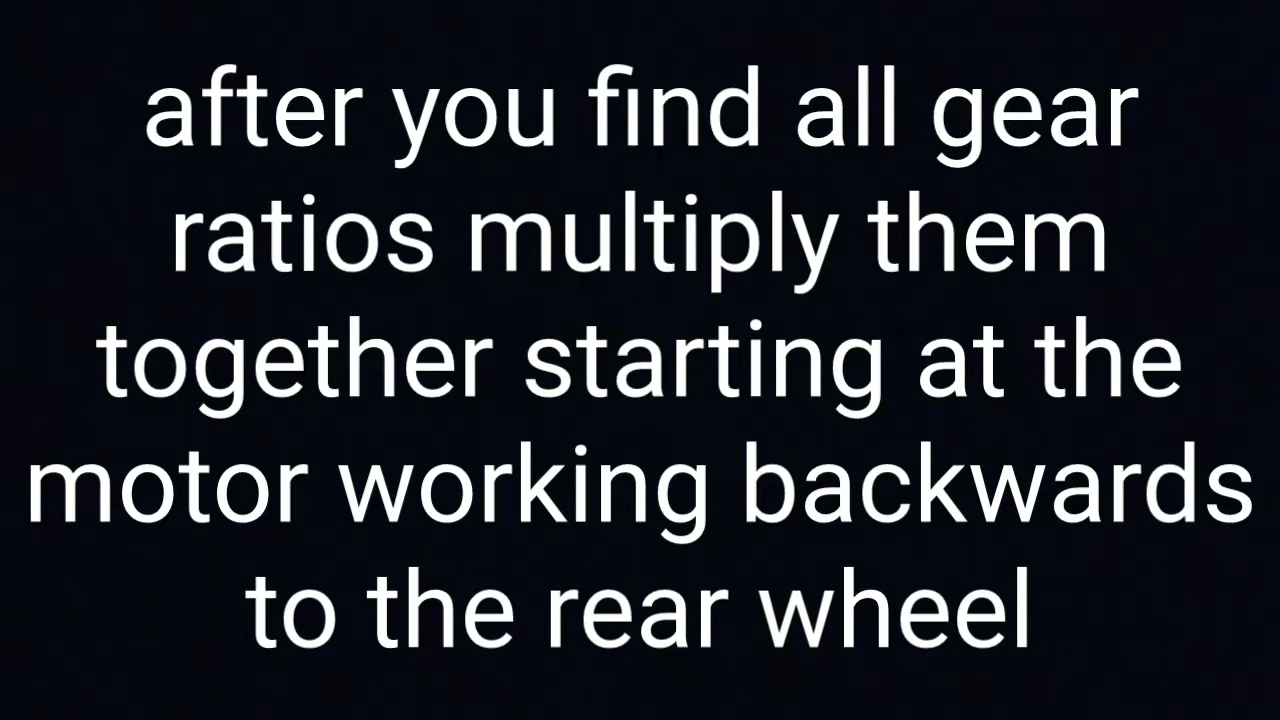 after you find all gear
ratios multiply them
together starting at the
motor working backwards
to the rear wheel